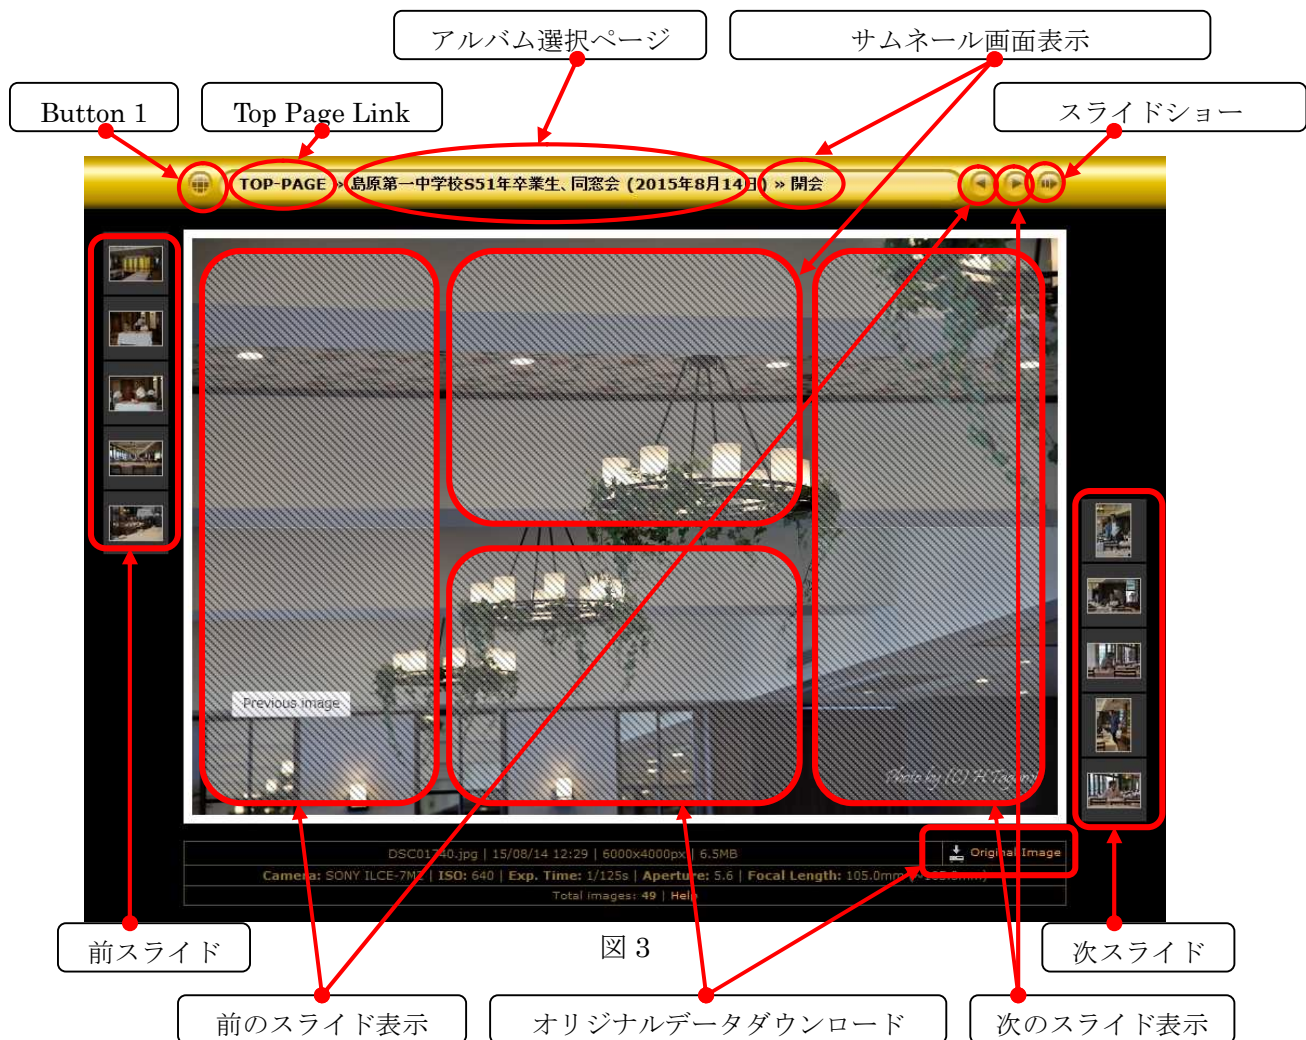 アルバム選択ページ
サムネール画面表示
Button 1
Top Page Link
スライドショー
TOP-PAGE » 島原第一中学校S51年卒業生、同窓会 (2015年8月14日) » 開会
Previous image
Photo by (C) H.Tagami
DSC01740.jpg | 15/08/14 12:29 | 6000x4000px | 6.5MB
Original Image
Camera: SONY ILCE-7M2 | ISO: 640 | Exp. Time: 1/125s | Aperture: 5.6 | Focal Length: 105.0mm
Total images: 49 | Help
前スライド
図 3
次スライド
前のスライド表示
オリジナルデータダウンロード
次のスライド表示